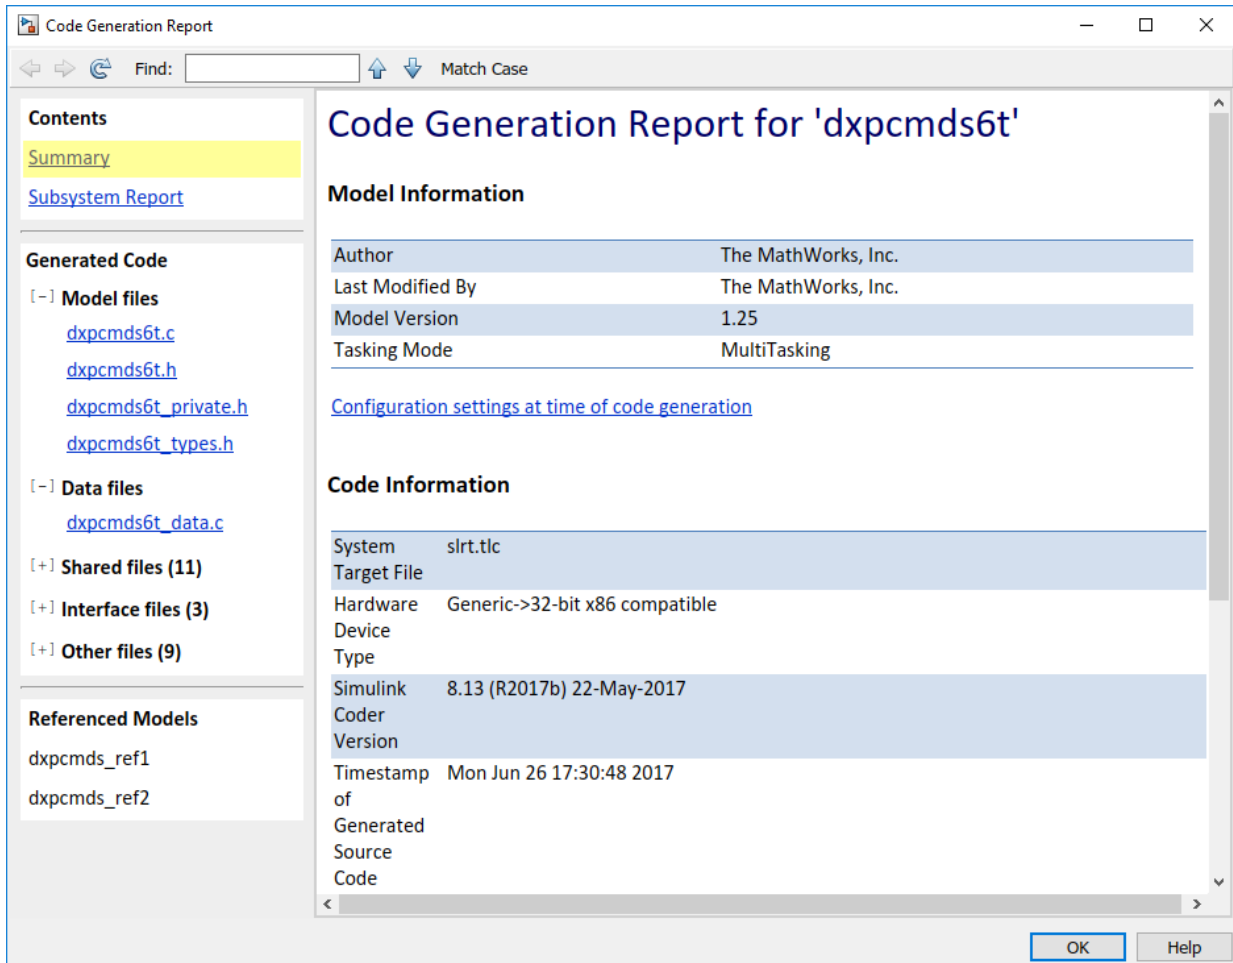 Code Generation Report
Find:
Match Case
Contents
Summary
Subsystem Report
Generated Code
[-] Model files
dxpcmds6t.c
dxpcmds6t.h
dxpcmds6t_private.h
dxpcmds6t_types.h
[-] Data files
dxpcmds6t_data.c
[+] Shared files (11)
[+] Interface files (3)
[+] Other files (9)
Referenced Models
dxpcmds_ref1
dxpcmds_ref2
Code Generation Report for 'dxpcmds6t'
Model Information
Author The MathWorks, Inc.
Last Modified By The MathWorks, Inc.
Model Version 1.25
Tasking Mode MultiTasking
Configuration settings at time of code generation
Code Information
System slrt.tlc
Target File
Hardware Generic->32-bit x86 compatible
Device
Type
Simulink 8.13 (R2017b) 22-May-2017
Coder
Version
Timestamp Mon Jun 26 17:30:48 2017
of
Generated
Source
Code
OK
Help